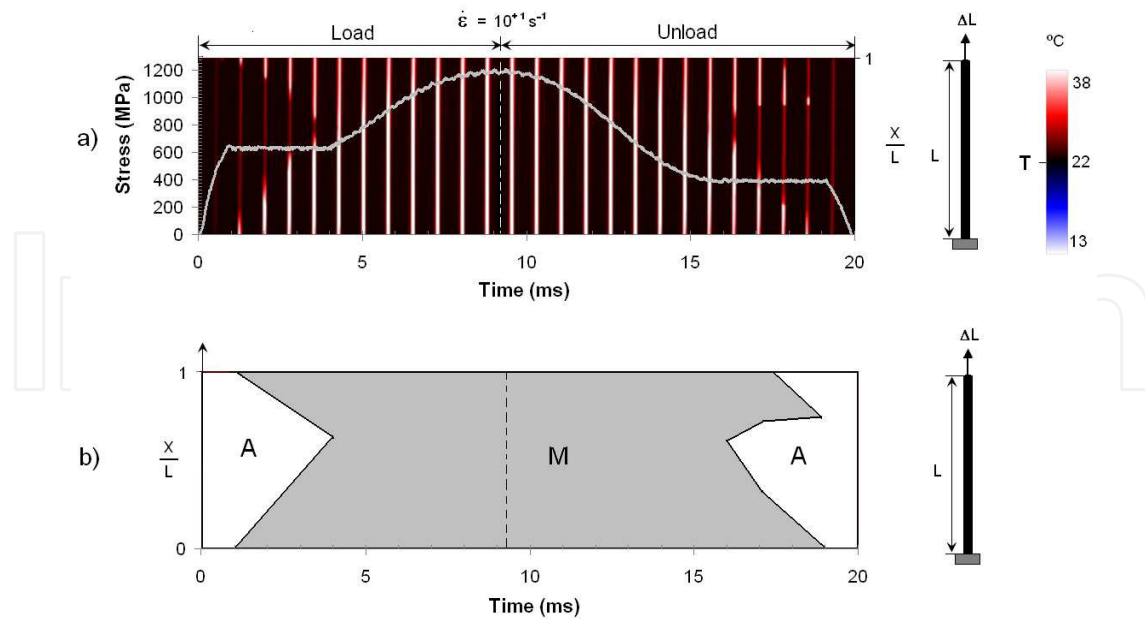 ε̇ = 10⁺¹ s⁻¹
Load
Unload
a)
Stress (MPa)
1200
1000
800
600
400
200
0
1
0
5
10
15
20
Time (ms)
X
L
ΔL
L
ºC
38
T
22
13
b)
X
L
1
0
A
M
A
0
5
10
15
20
Time (ms)
ΔL
L